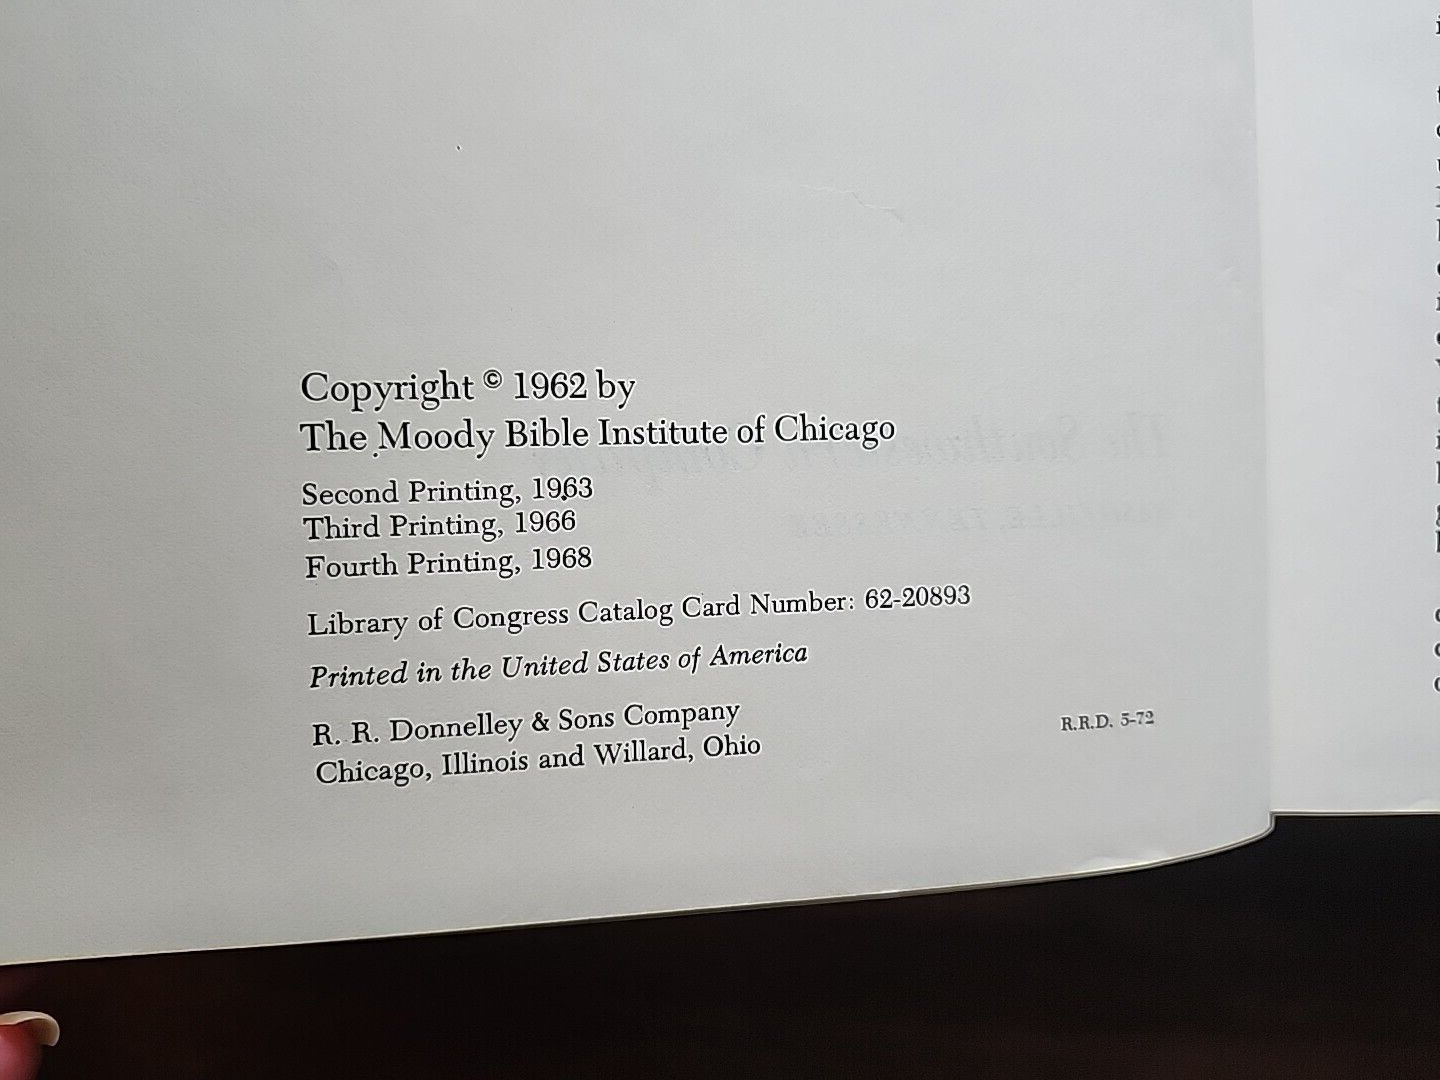 Copyright © 1962 by
The Moody Bible Institute of Chicago
Second Printing, 1963
Third Printing, 1966
Fourth Printing, 1968
Library of Congress Catalog Card Number: 62-20893
Printed in the United States of America
R. R. Donnelley & Sons Company
Chicago, Illinois and Willard, Ohio
R.R.D. 5-72